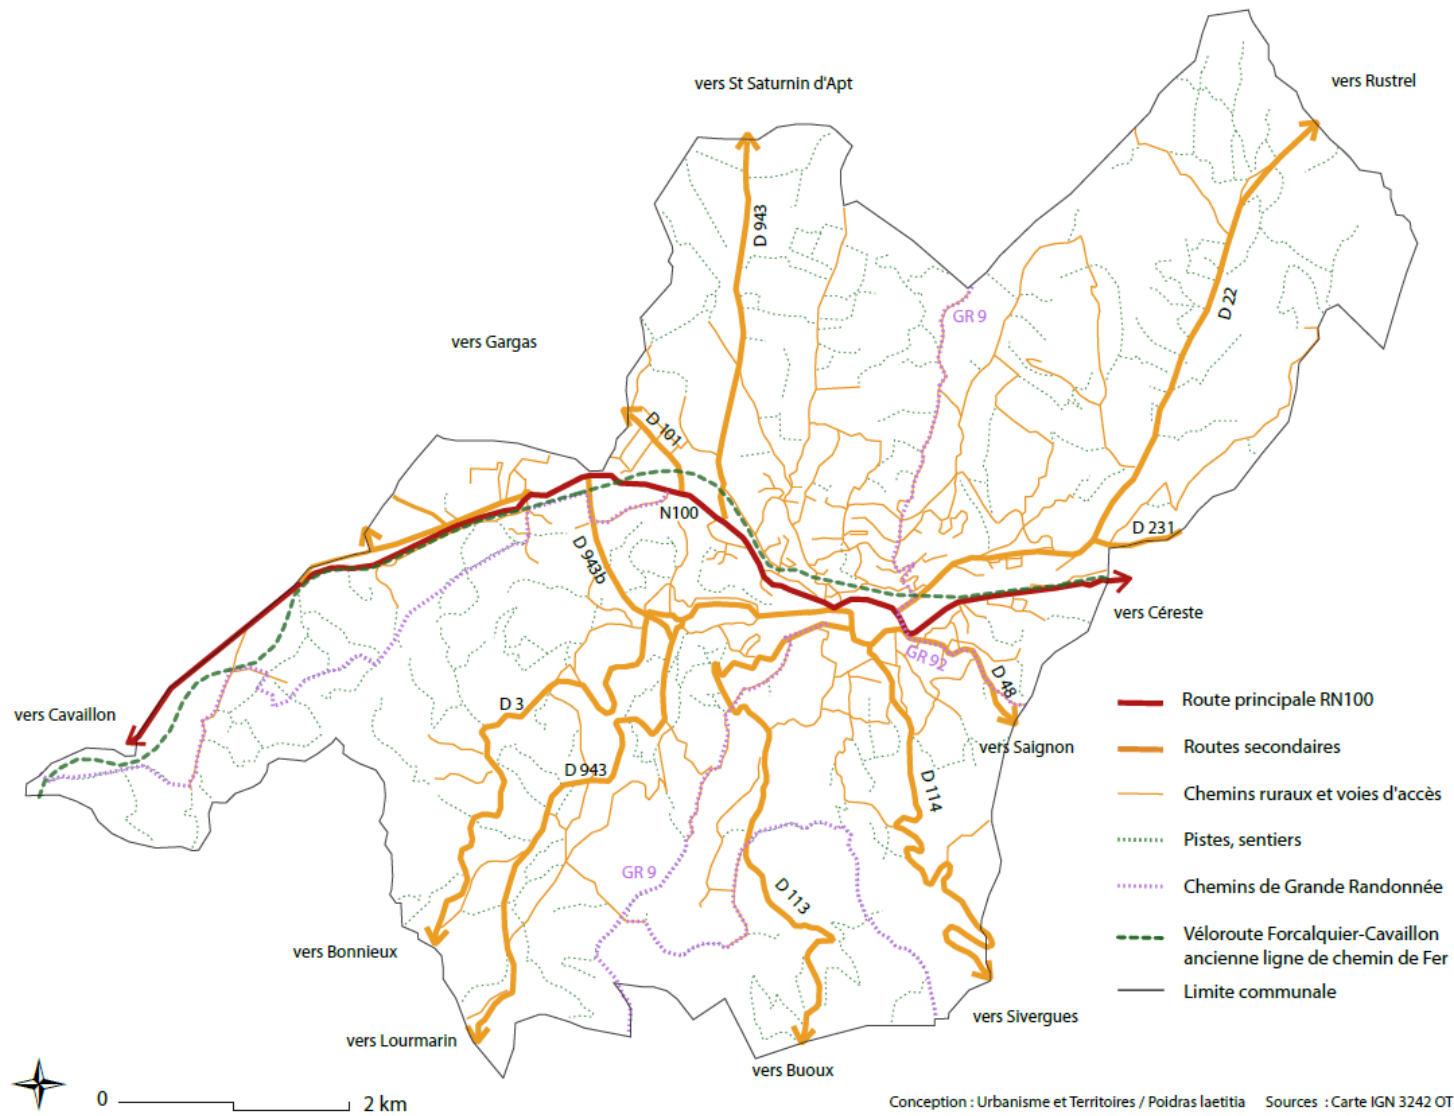 vers St Saturnin d'Apt
vers Rustrel
D 943
D 22
GR 9
vers Gargas
D 101
N100
D 231
D 943b
vers Céreste
GR 92
D 48
vers Cavaillon
D 3
vers Saignon
D 943
D 114
GR 9
D 113
vers Bonnieux
vers Sivergues
vers Lourmarin
vers Buoux
Route principale RN100
Routes secondaires
Chemins ruraux et voies d'accès
Pistes, sentiers
Chemins de Grande Randonnée
Véloroute Forcalquier-Cavaillon
ancienne ligne de chemin de Fer
Limite communale
0 2 km
Conception : Urbanisme et Territoires / Poidras laetitia Sources : Carte IGN 3242 OT